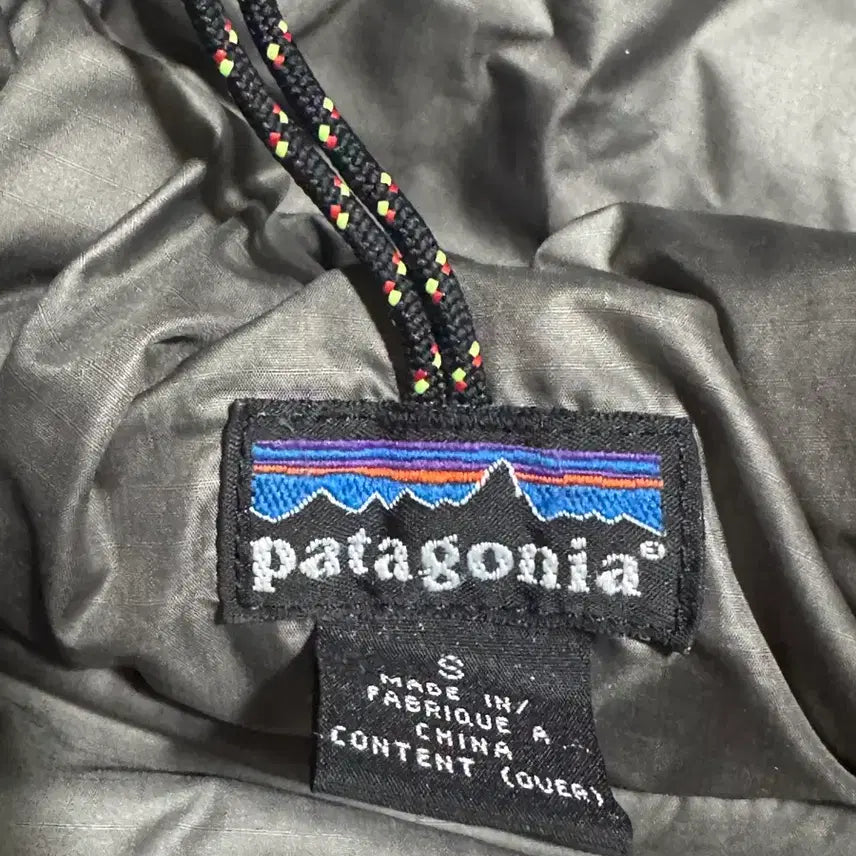 patagonia®
S
MADE IN/
FABRIQUE A
CHINA
CONTENT (OVER)